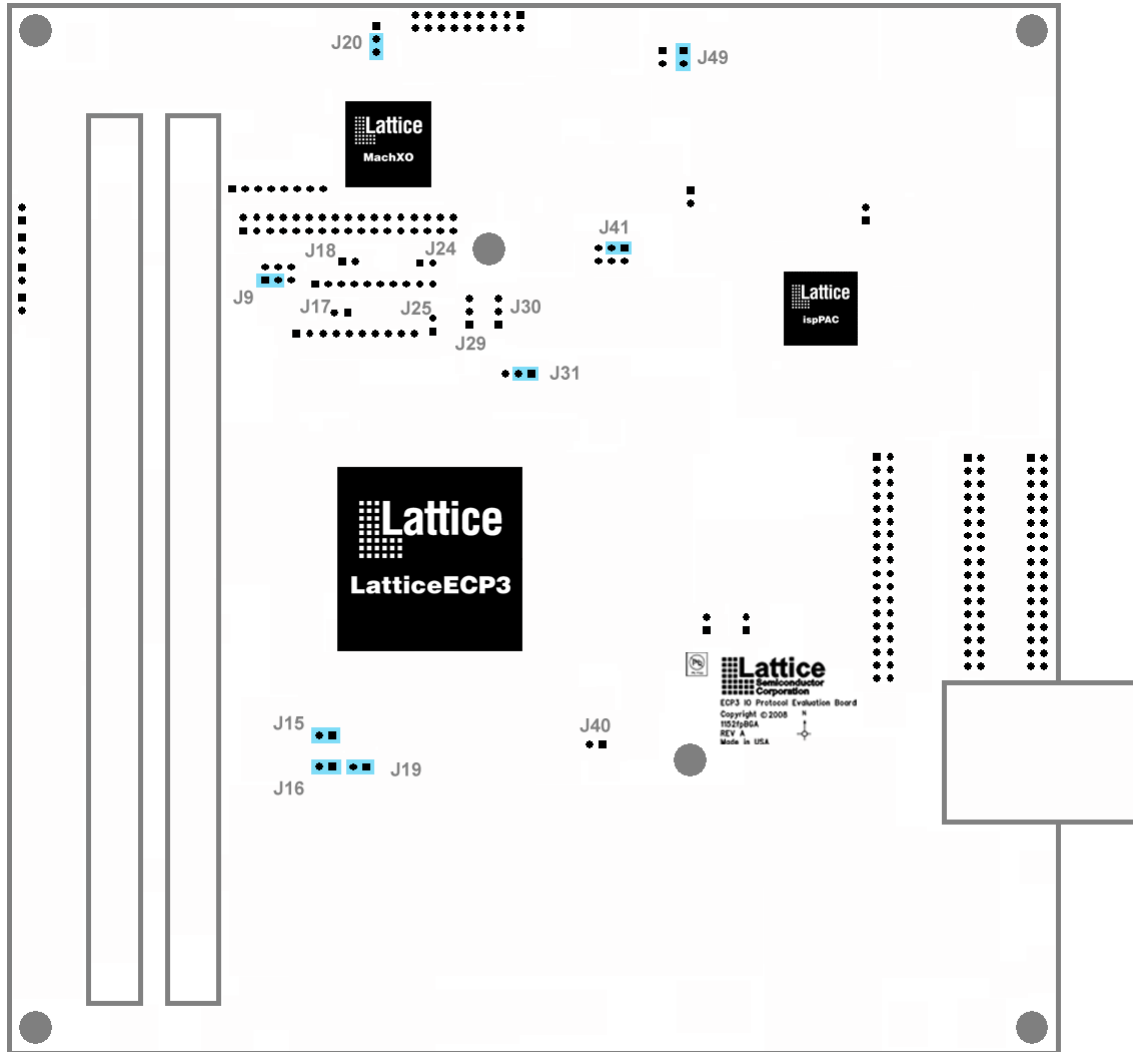 J20
J49
Lattice
MachXO
J18
J24
J41
J9
J17
J25
J30
J29
Lattice
ispPAC
J31
Lattice
LatticeECP3
Lattice
Semiconductor
Corporation
ECP3 IO Protocol Evaluation Board
Copyright ©2008 N
1152fpBGA
REV A
Made in USA
J15
J40
J16
J19